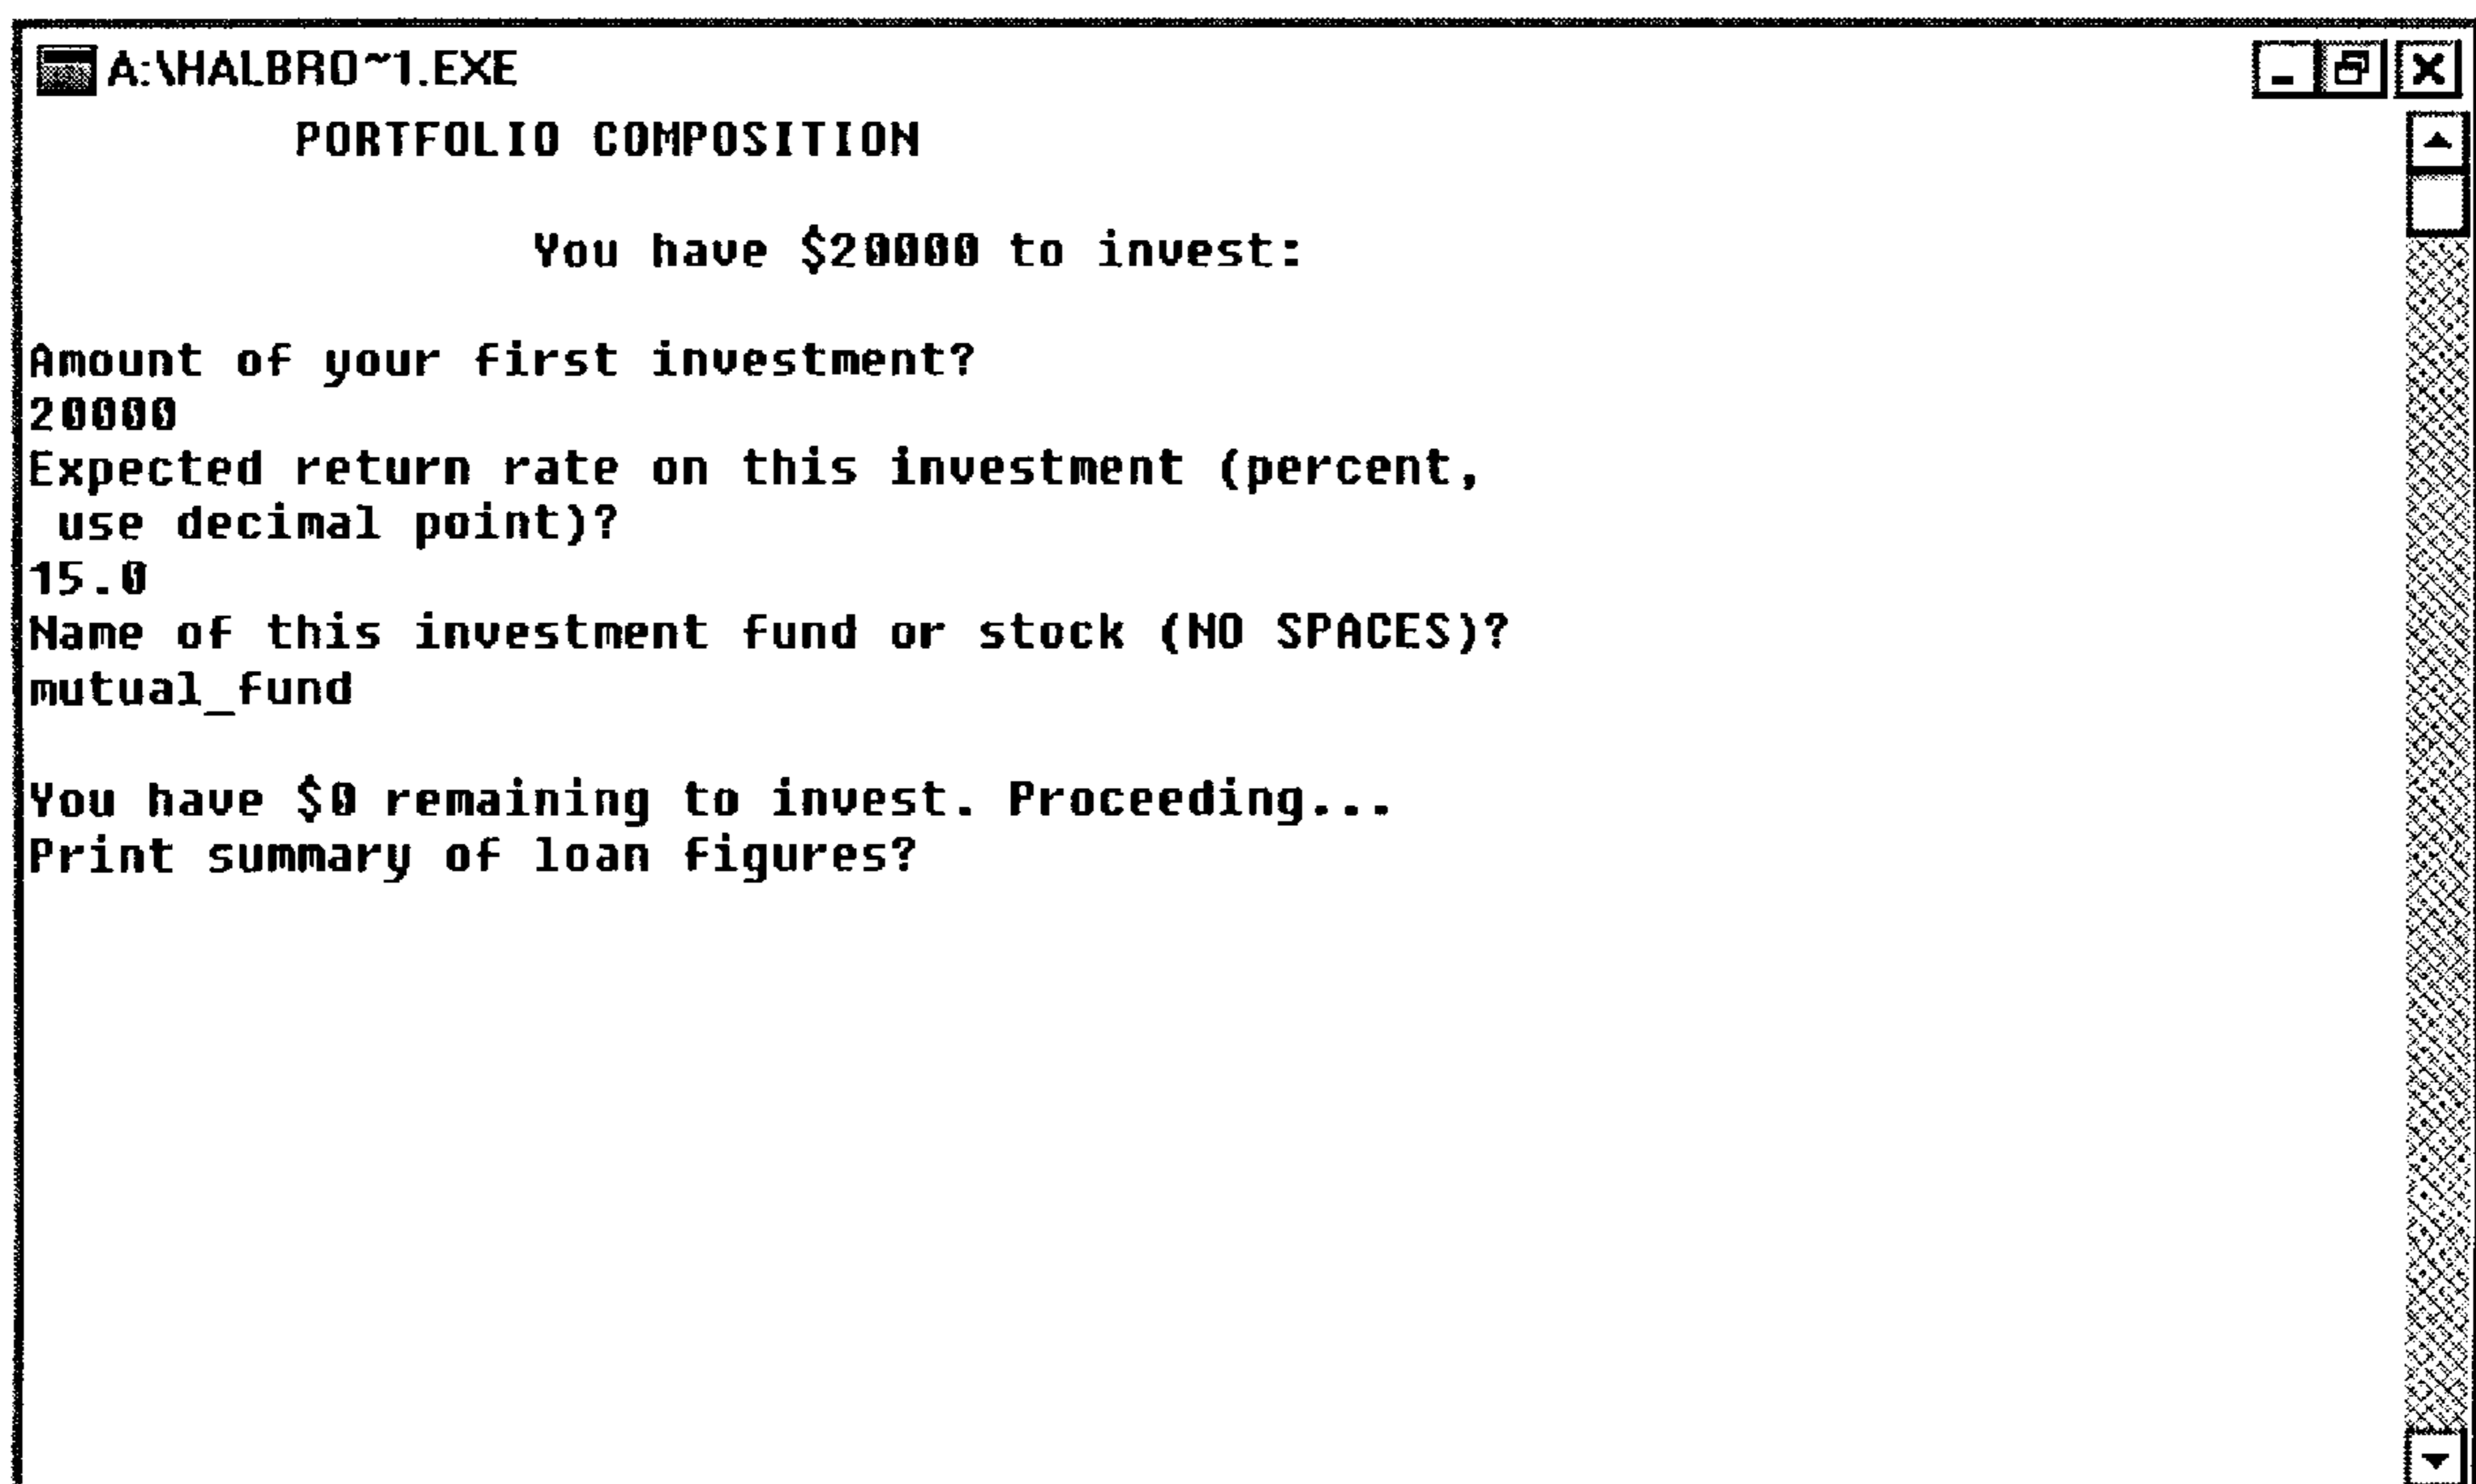 A:\HALBRO~1.EXE
PORTFOLIO COMPOSITION
You have $20000 to invest:
Amount of your first investment?
20000
Expected return rate on this investment (percent,
use decimal point)?
15.0
Name of this investment fund or stock (NO SPACES)?
mutual_fund
You have $0 remaining to invest. Proceeding...
Print summary of loan figures?